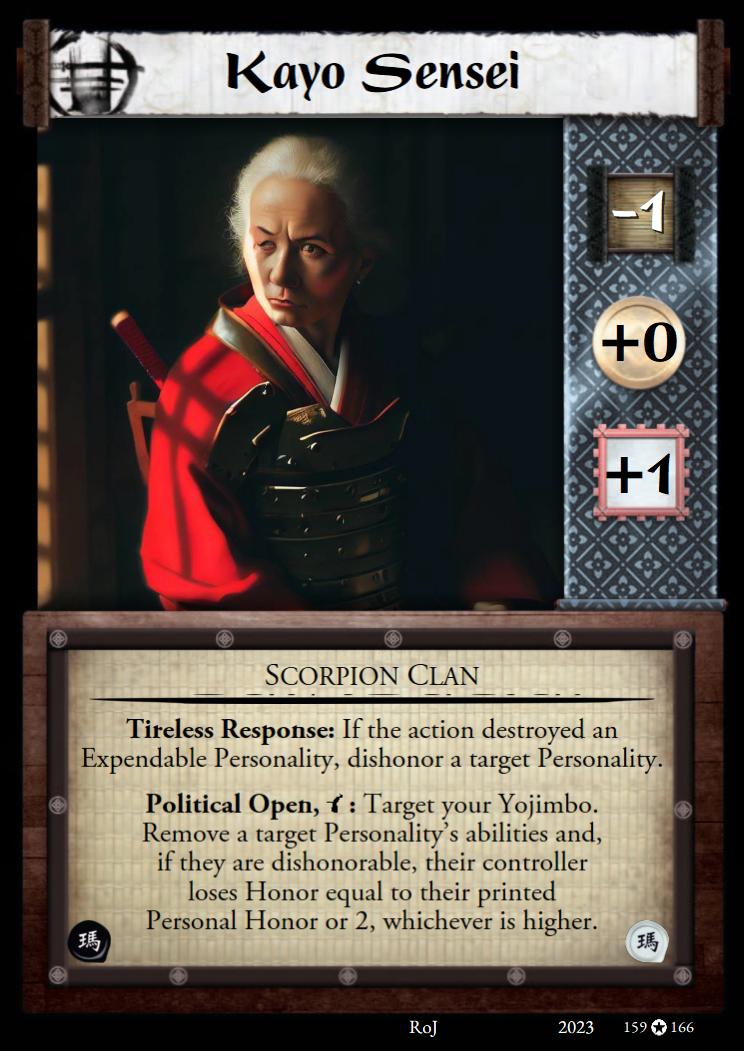 Kayo Sensei
-1
+0
+1
Scorpion Clan
Tireless Response: If the action destroyed an
Expendable Personality, dishonor a target Personality.
Political Open, : Target your Yojimbo.
Remove a target Personality's abilities and,
if they are dishonorable, their controller
loses Honor equal to their printed
Personal Honor or 2, whichever is higher.
瑪
瑪
RoJ 2023 159 166